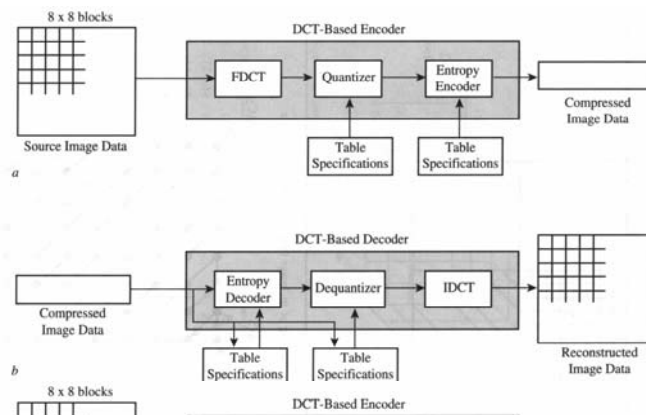 8 x 8 blocks
DCT-Based Encoder
FDCT
Quantizer
Entropy
Encoder
Compressed
Image Data
Source Image Data
Table
Specifications
Table
Specifications
a
DCT-Based Decoder
Entropy
Decoder
Dequantizer
IDCT
Compressed
Image Data
Table
Specifications
Table
Specifications
Reconstructed
Image Data
b
8 x 8 blocks
DCT-Based Encoder